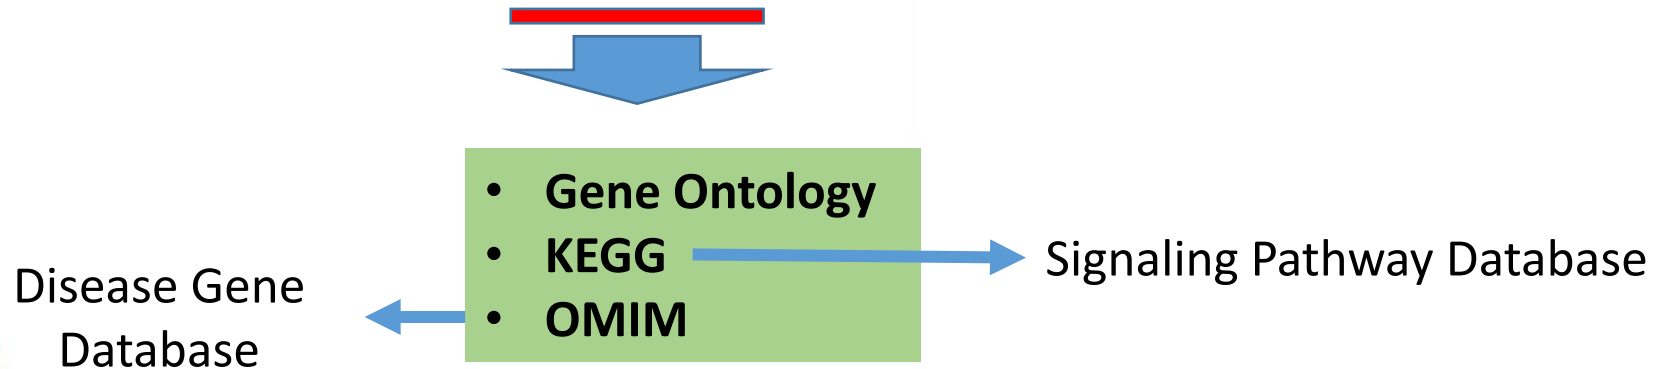 • Gene Ontology
• KEGG
• OMIM
Signaling Pathway Database
Disease Gene
Database